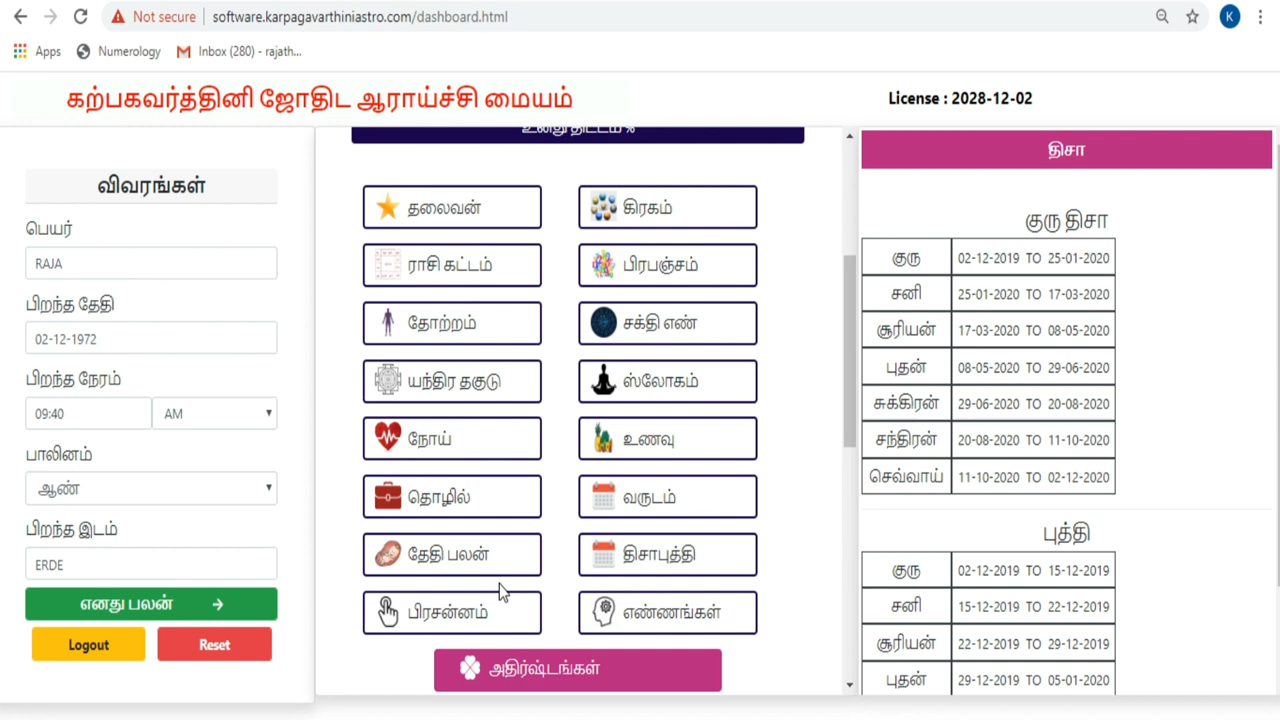 Not secure software.karpagavarthiniastro.com/dashboard.html K
Apps Numerology Inbox (280) - rajath...
கற்பகவர்த்தினி ஜோதிட ஆராய்ச்சி மையம்
License : 2028-12-02
விவரங்கள்
பெயர்
RAJA
பிறந்த தேதி
02-12-1972
பிறந்த நேரம்
09:40 AM
பாலினம்
ஆண்
பிறந்த இடம்
ERDE
எனது பலன்
Logout Reset
தலைவன் கிரகம்
ராசி கட்டம் பிரபஞ்சம்
தோற்றம் சக்தி எண்
யந்திர தகுடு ஸ்லோகம்
நோய் உணவு
தொழில் வருடம்
தேதி பலன் திசாபுத்தி
பிரசன்னம் எண்ணங்கள்
அதிர்ஷ்டங்கள்
திசா
குரு திசா
குரு 02-12-2019 TO 25-01-2020
சனி 25-01-2020 TO 17-03-2020
சூரியன் 17-03-2020 TO 08-05-2020
புதன் 08-05-2020 TO 29-06-2020
சுக்கிரன் 29-06-2020 TO 20-08-2020
சந்திரன் 20-08-2020 TO 11-10-2020
செவ்வாய் 11-10-2020 TO 02-12-2020
புத்தி
குரு 02-12-2019 TO 15-12-2019
சனி 15-12-2019 TO 22-12-2019
சூரியன் 22-12-2019 TO 29-12-2019
புதன் 29-12-2019 TO 05-01-2020